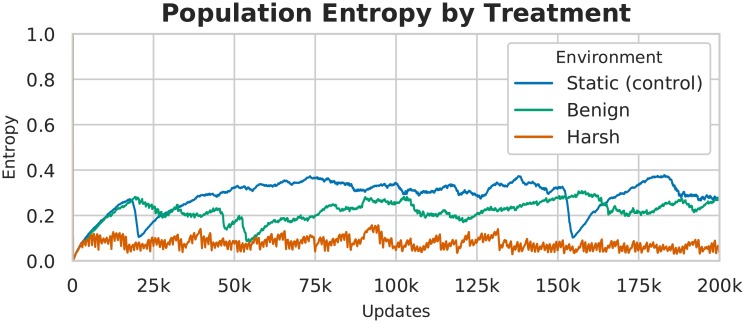 Population Entropy by Treatment
Entropy
1.0
0.8
0.6
0.4
0.2
0.0
Environment
Static (control)
Benign
Harsh
0 25k 50k 75k 100k 125k 150k 175k 200k
Updates